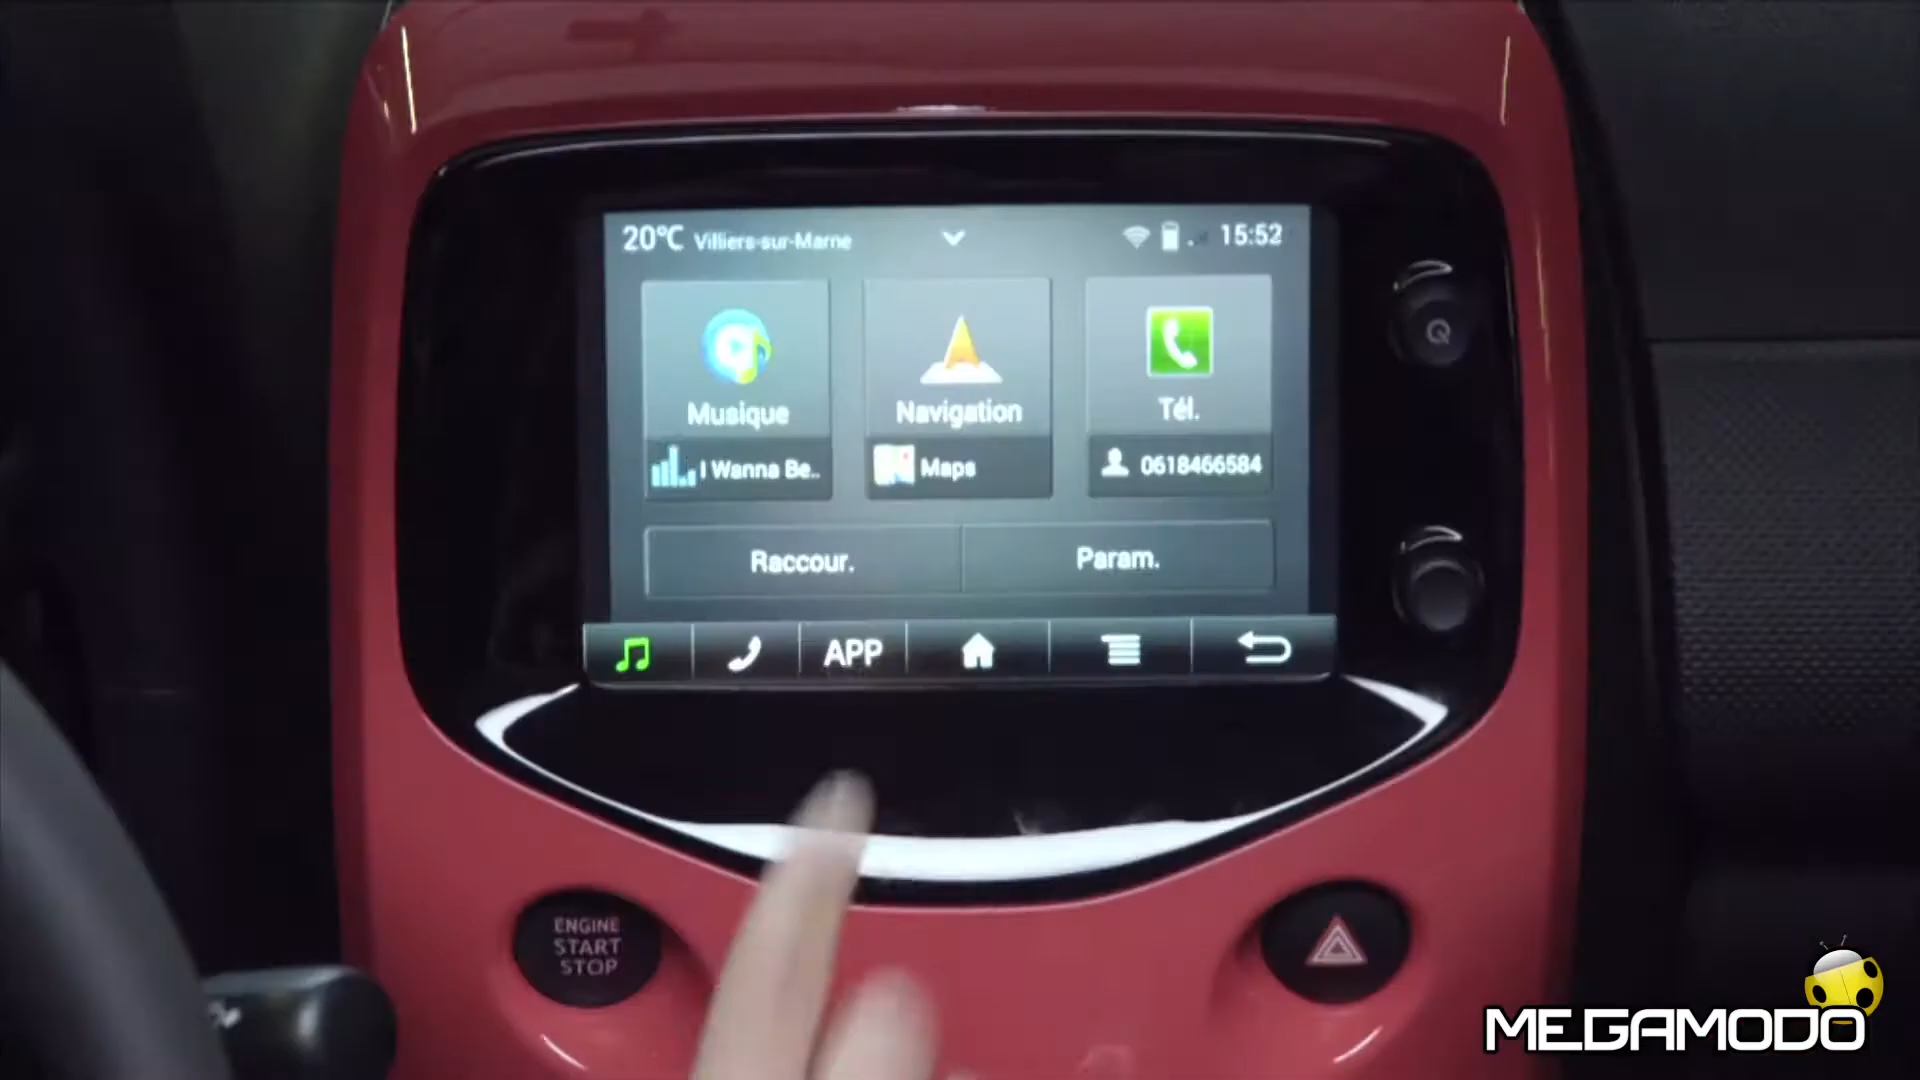 20°C Villiers-sur-Marne 15:52
Musique
Navigation
Tél.
I Wanna Be..
Maps
0618466584
Raccour.
Param.
APP
ENGINE
START
STOP
MEGAMODO